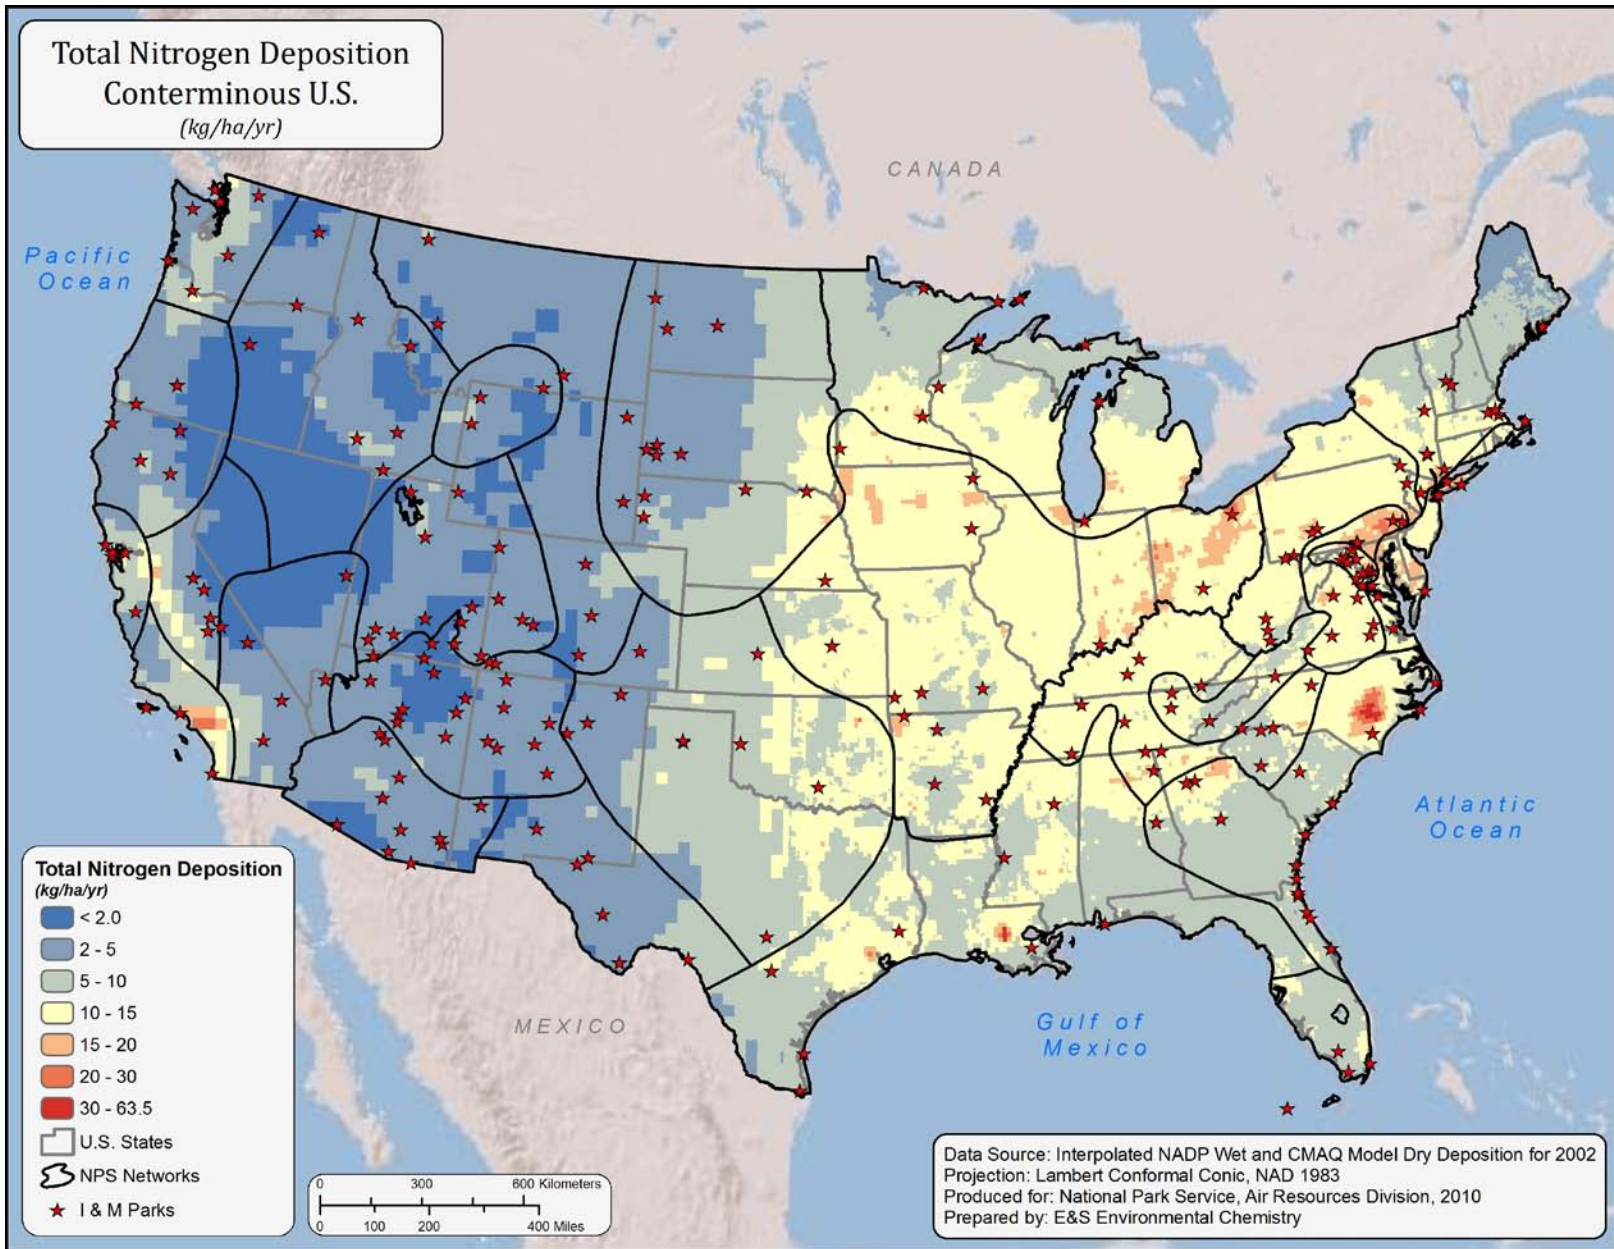 Total Nitrogen Deposition
Conterminous U.S.
(kg/ha/yr)
CANADA
Pacific
Ocean
Atlantic
Ocean
Gulf of
Mexico
MEXICO
Total Nitrogen Deposition
(kg/ha/yr)
< 2.0
2 - 5
5 - 10
10 - 15
15 - 20
20 - 30
30 - 63.5
U.S. States
NPS Networks
I & M Parks
0 300 600 Kilometers
0 100 200 400 Miles
Data Source: Interpolated NADP Wet and CMAQ Model Dry Deposition for 2002
Projection: Lambert Conformal Conic, NAD 1983
Produced for: National Park Service, Air Resources Division, 2010
Prepared by: E&S Environmental Chemistry